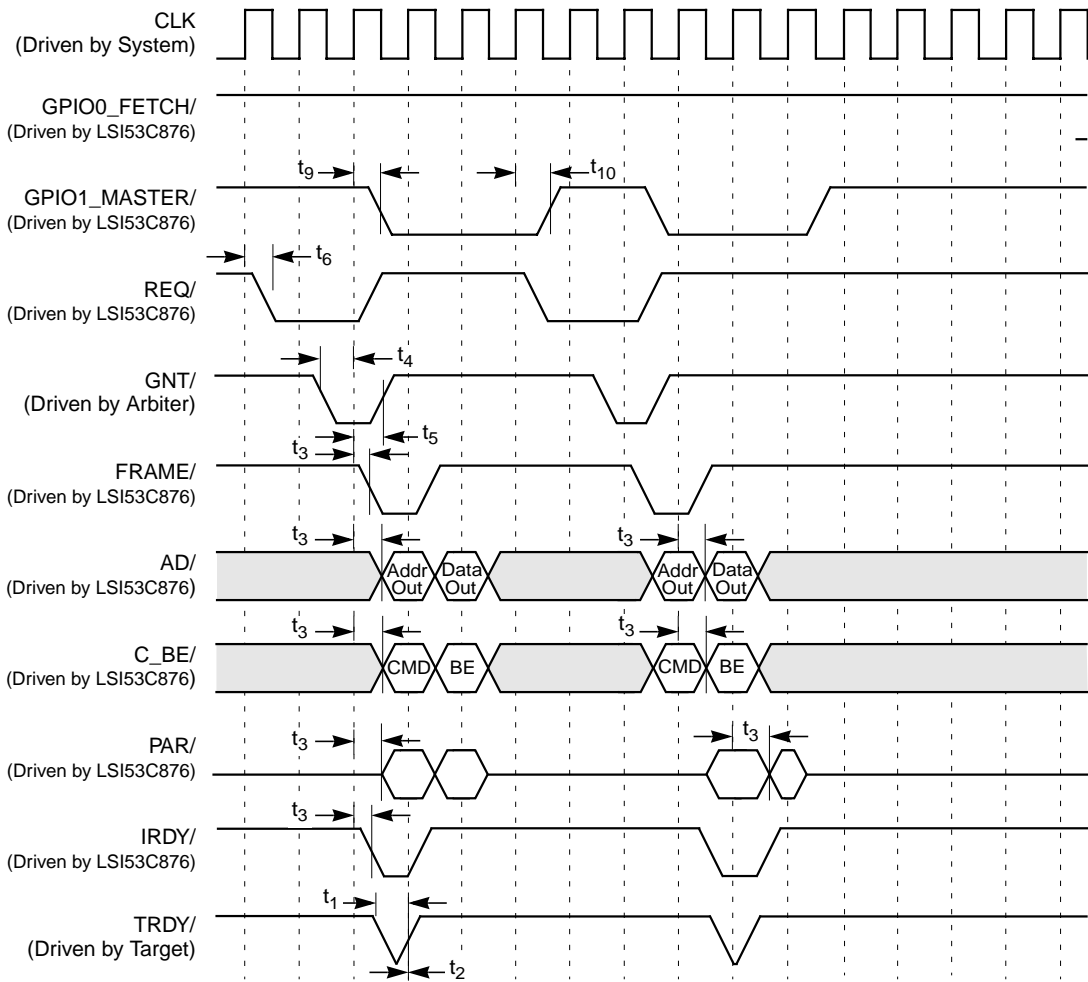 CLK
(Driven by System)
GPIO0_FETCH/
(Driven by LSI53C876)
t9
t10
GPIO1_MASTER/
(Driven by LSI53C876)
t6
REQ/
(Driven by LSI53C876)
t4
GNT/
(Driven by Arbiter)
t5
t3
FRAME/
(Driven by LSI53C876)
t3
t3
AD/
(Driven by LSI53C876)
Addr
Out
Data
Out
Addr
Out
Data
Out
t3
t3
C_BE/
(Driven by LSI53C876)
CMD
BE
CMD
BE
t3
t3
PAR/
(Driven by LSI53C876)
t3
IRDY/
(Driven by LSI53C876)
t1
TRDY/
(Driven by Target)
t2